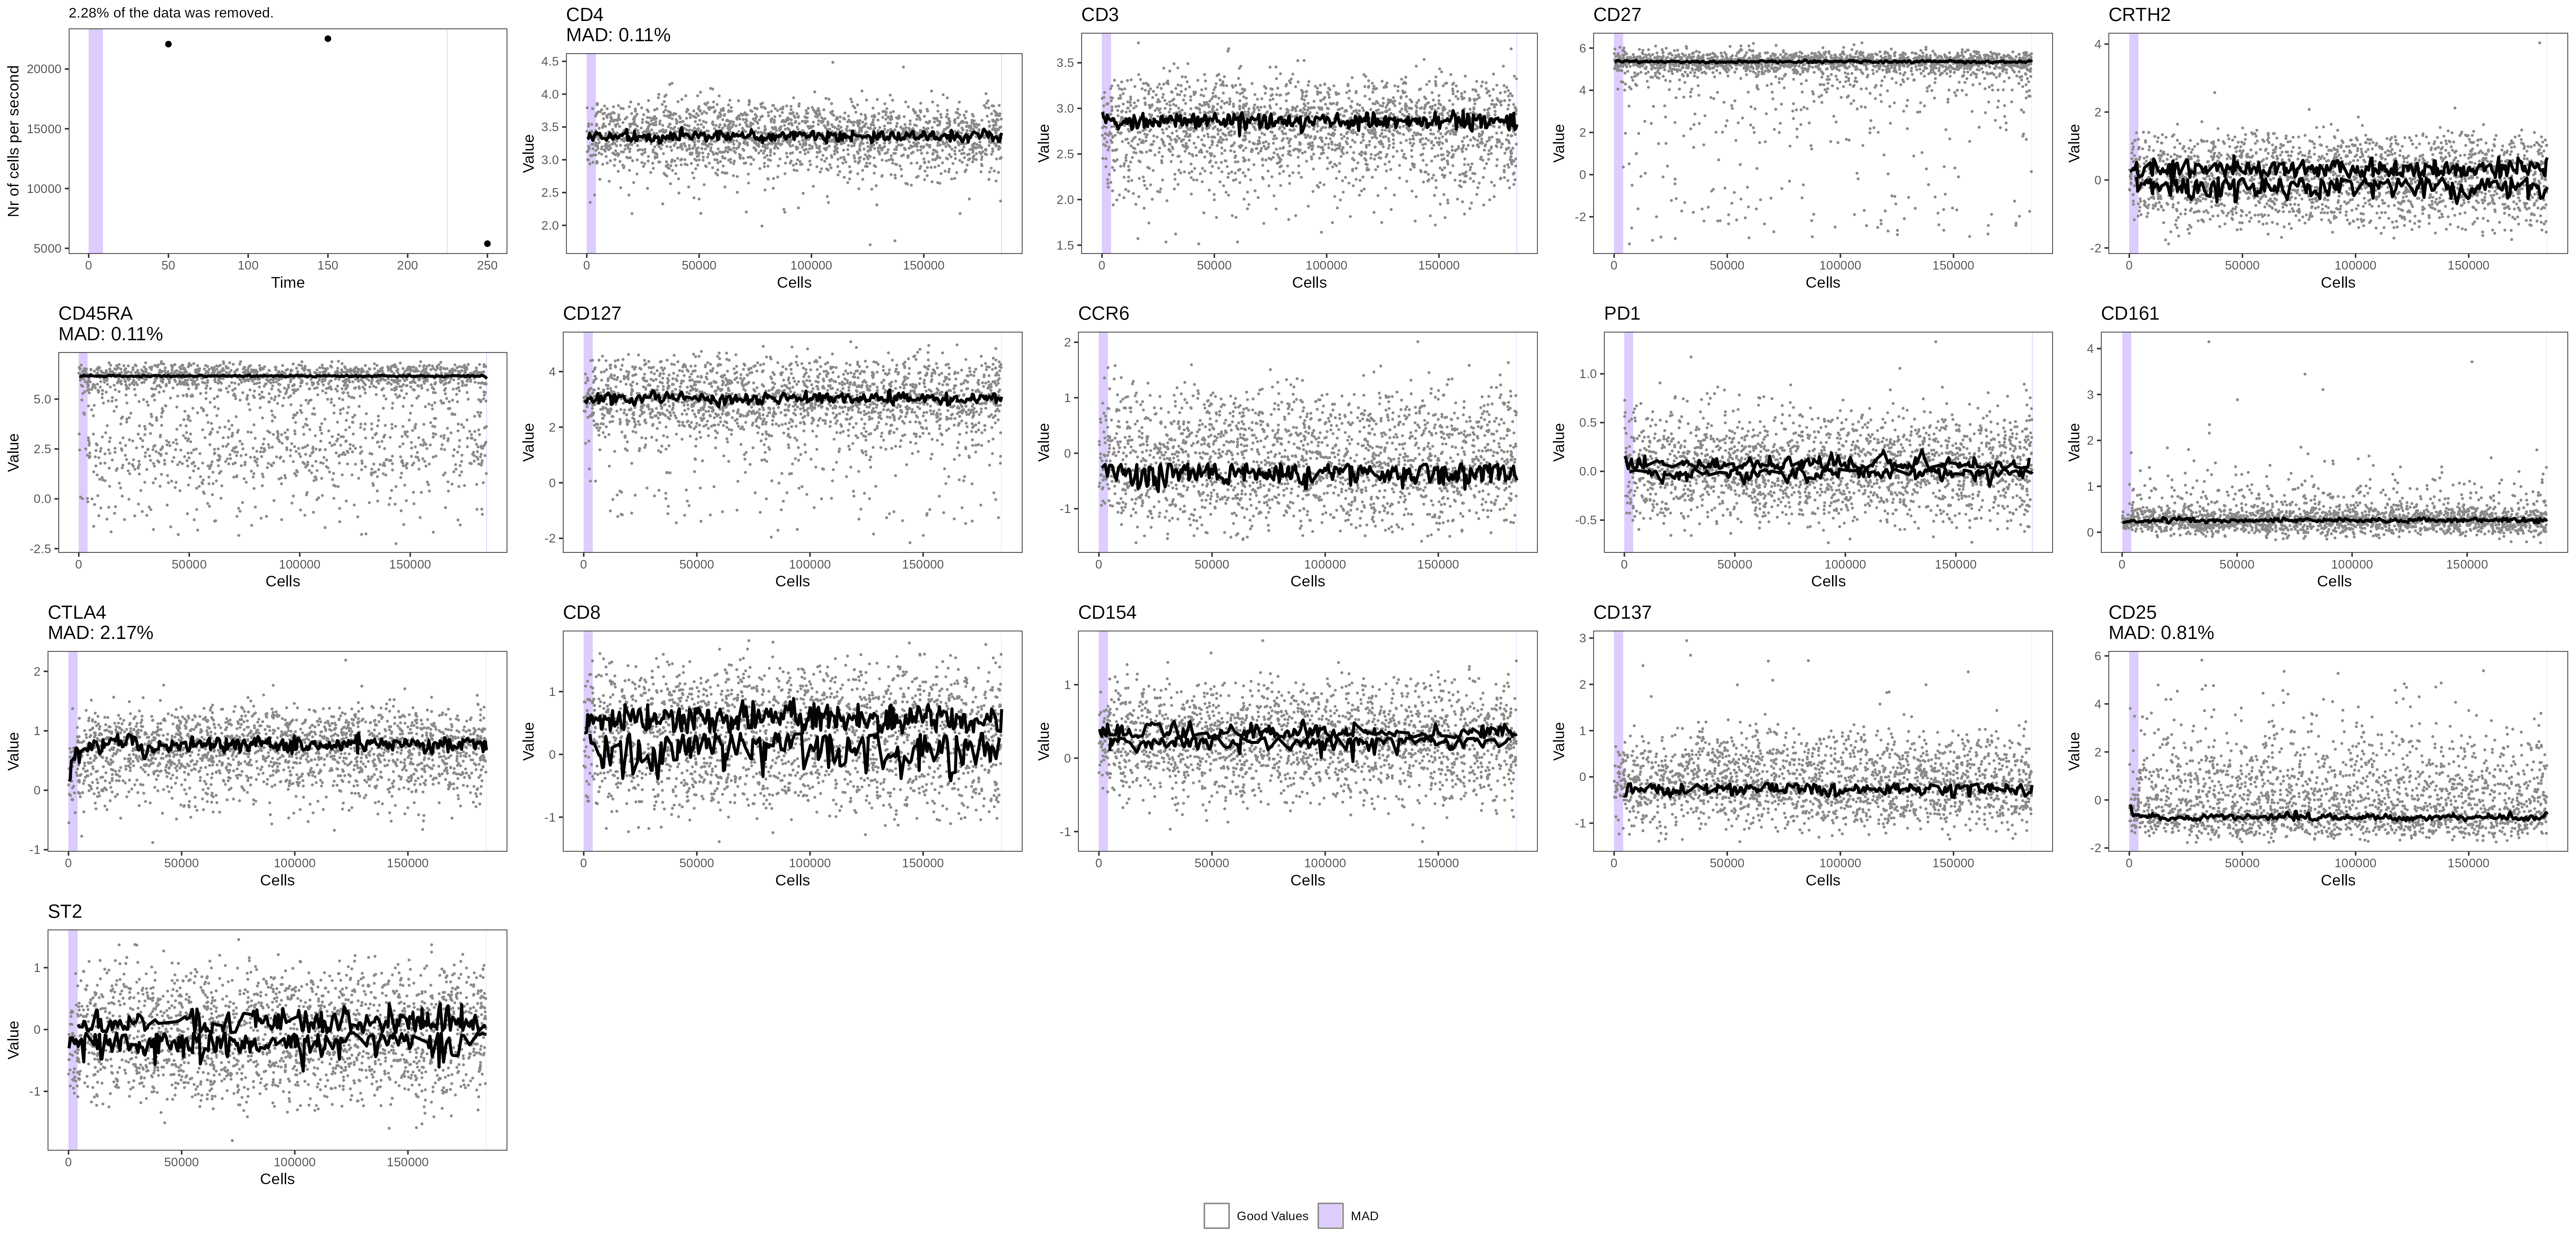 2.28% of the data was removed.
Nr of cells per second
20000
15000
10000
5000
0 50 100 150 200 250
Time
CD4
MAD: 0.11%
Value
4.5
4.0
3.5
3.0
2.5
2.0
0 50000 100000 150000
Cells
CD3
Value
3.5
3.0
2.5
2.0
1.5
0 50000 100000 150000
Cells
CD27
Value
6
4
2
0
-2
0 50000 100000 150000
Cells
CRTH2
Value
4
2
0
-2
0 50000 100000 150000
Cells
CD45RA
MAD: 0.11%
Value
5.0
2.5
0.0
-2.5
0 50000 100000 150000
Cells
CD127
Value
4
2
0
-2
0 50000 100000 150000
Cells
CCR6
Value
2
1
0
-1
0 50000 100000 150000
Cells
PD1
Value
1.0
0.5
0.0
-0.5
0 50000 100000 150000
Cells
CD161
Value
4
3
2
1
0
0 50000 100000 150000
Cells
CTLA4
MAD: 2.17%
Value
2
1
0
-1
0 50000 100000 150000
Cells
CD8
Value
1
0
-1
0 50000 100000 150000
Cells
CD154
Value
1
0
-1
0 50000 100000 150000
Cells
CD137
Value
3
2
1
0
-1
0 50000 100000 150000
Cells
CD25
MAD: 0.81%
Value
6
4
2
0
-2
0 50000 100000 150000
Cells
ST2
Value
1
0
-1
0 50000 100000 150000
Cells
Good Values MAD